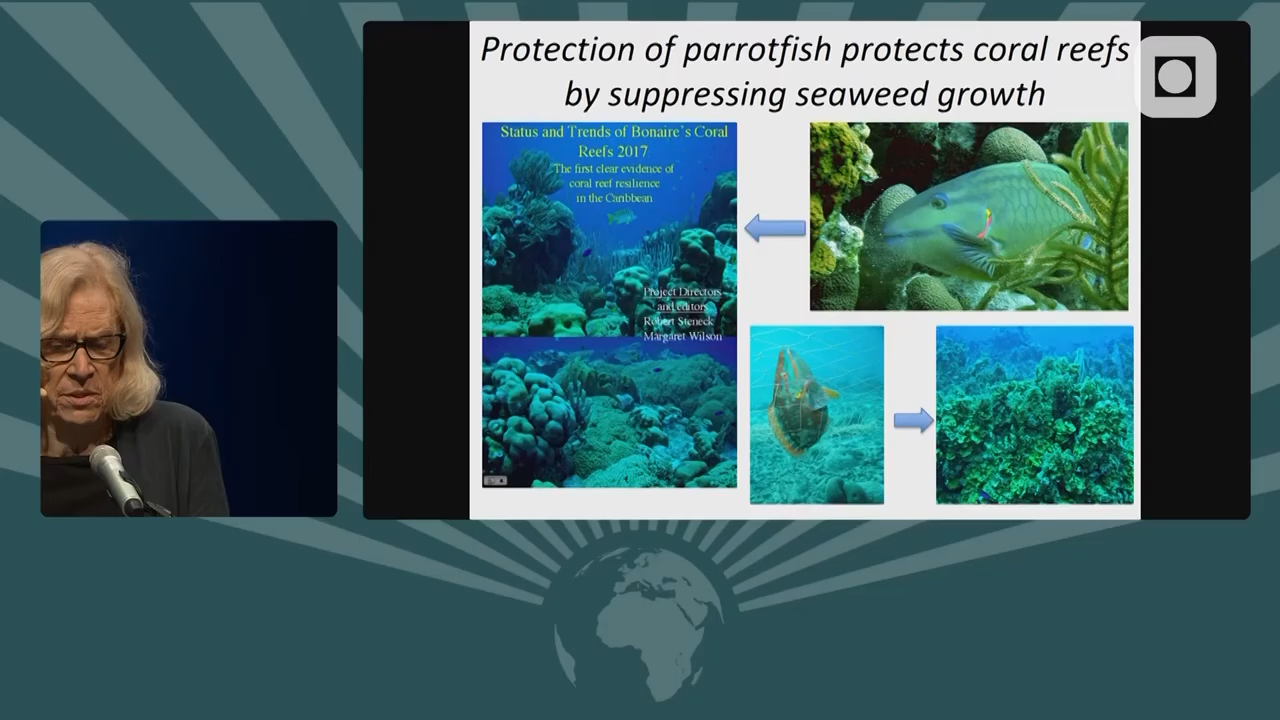 Protection of parrotfish protects coral reefs
by suppressing seaweed growth
Status and Trends of Bonaire's Coral
Reefs 2017
The first clear evidence of
coral reef resilience
in the Caribbean
Project Directors
and editors
Robert Steneck
Margaret Wilson